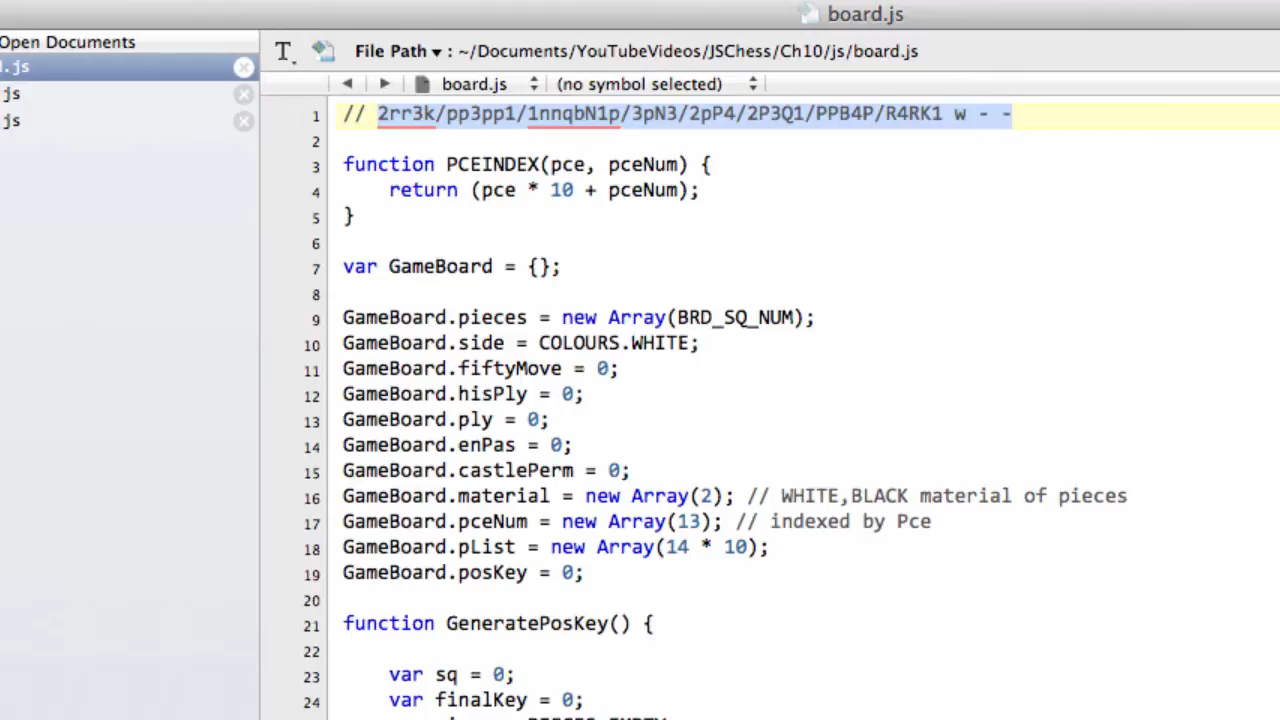 board.js
Open Documents
File Path ▾ : ~/Documents/YouTubeVideos/JSChess/Ch10/js/board.js
.js
js
js
board.js (no symbol selected)
1 // 2rr3k/pp3pp1/1nnqbN1p/3pN3/2pP4/2P3Q1/PPB4P/R4RK1 w - -
2
3 function PCEINDEX(pce, pceNum) {
4 return (pce * 10 + pceNum);
5 }
6
7 var GameBoard = {};
8
9 GameBoard.pieces = new Array(BRD_SQ_NUM);
10 GameBoard.side = COLOURS.WHITE;
11 GameBoard.fiftyMove = 0;
12 GameBoard.hisPly = 0;
13 GameBoard.ply = 0;
14 GameBoard.enPas = 0;
15 GameBoard.castlePerm = 0;
16 GameBoard.material = new Array(2); // WHITE,BLACK material of pieces
17 GameBoard.pceNum = new Array(13); // indexed by Pce
18 GameBoard.pList = new Array(14 * 10);
19 GameBoard.posKey = 0;
20
21 function GeneratePosKey() {
22
23 var sq = 0;
24 var finalKey = 0;